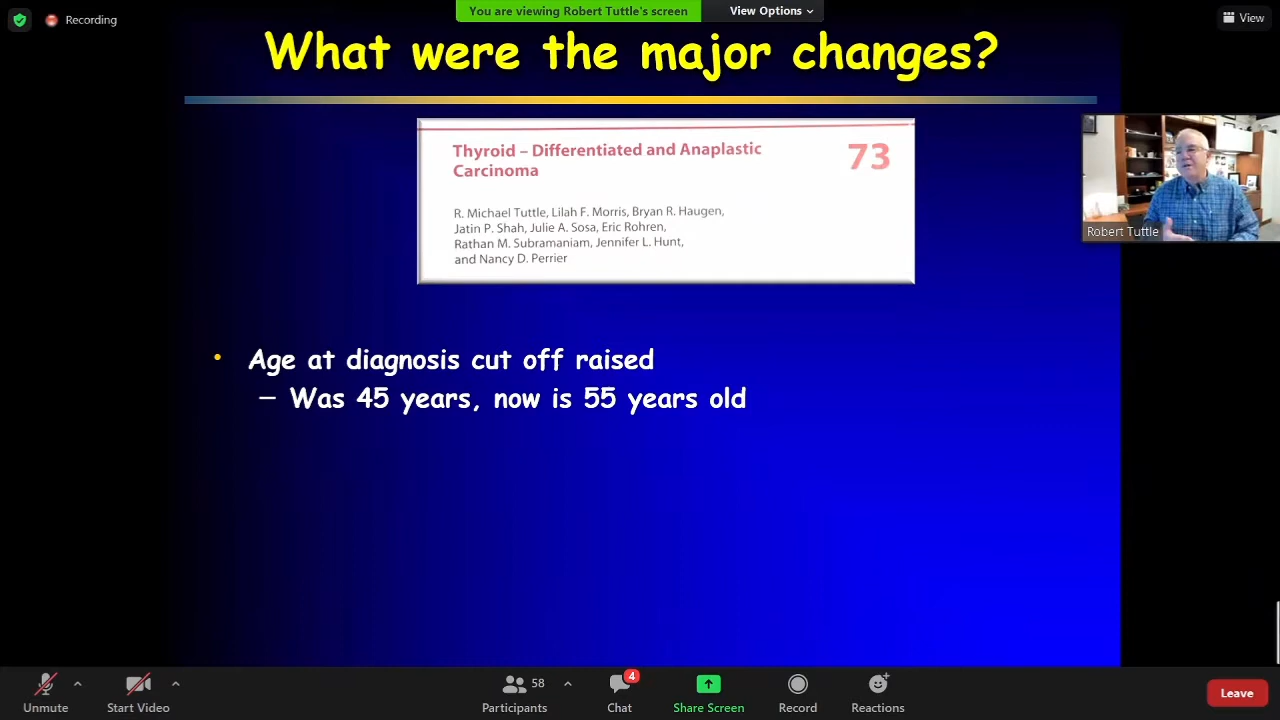 Recording
You are viewing Robert Tuttle's screen
View Options
View
What were the major changes?
Thyroid – Differentiated and Anaplastic
Carcinoma
73
R. Michael Tuttle, Lilah F. Morris, Bryan R. Haugen,
Jatin P. Shah, Julie A. Sosa, Eric Rohren,
Rathan M. Subramaniam, Jennifer L. Hunt,
and Nancy D. Perrier
Robert Tuttle
• Age at diagnosis cut off raised
– Was 45 years, now is 55 years old
Unmute
Start Video
58
Participants
4
Chat
Share Screen
Record
Reactions
Leave